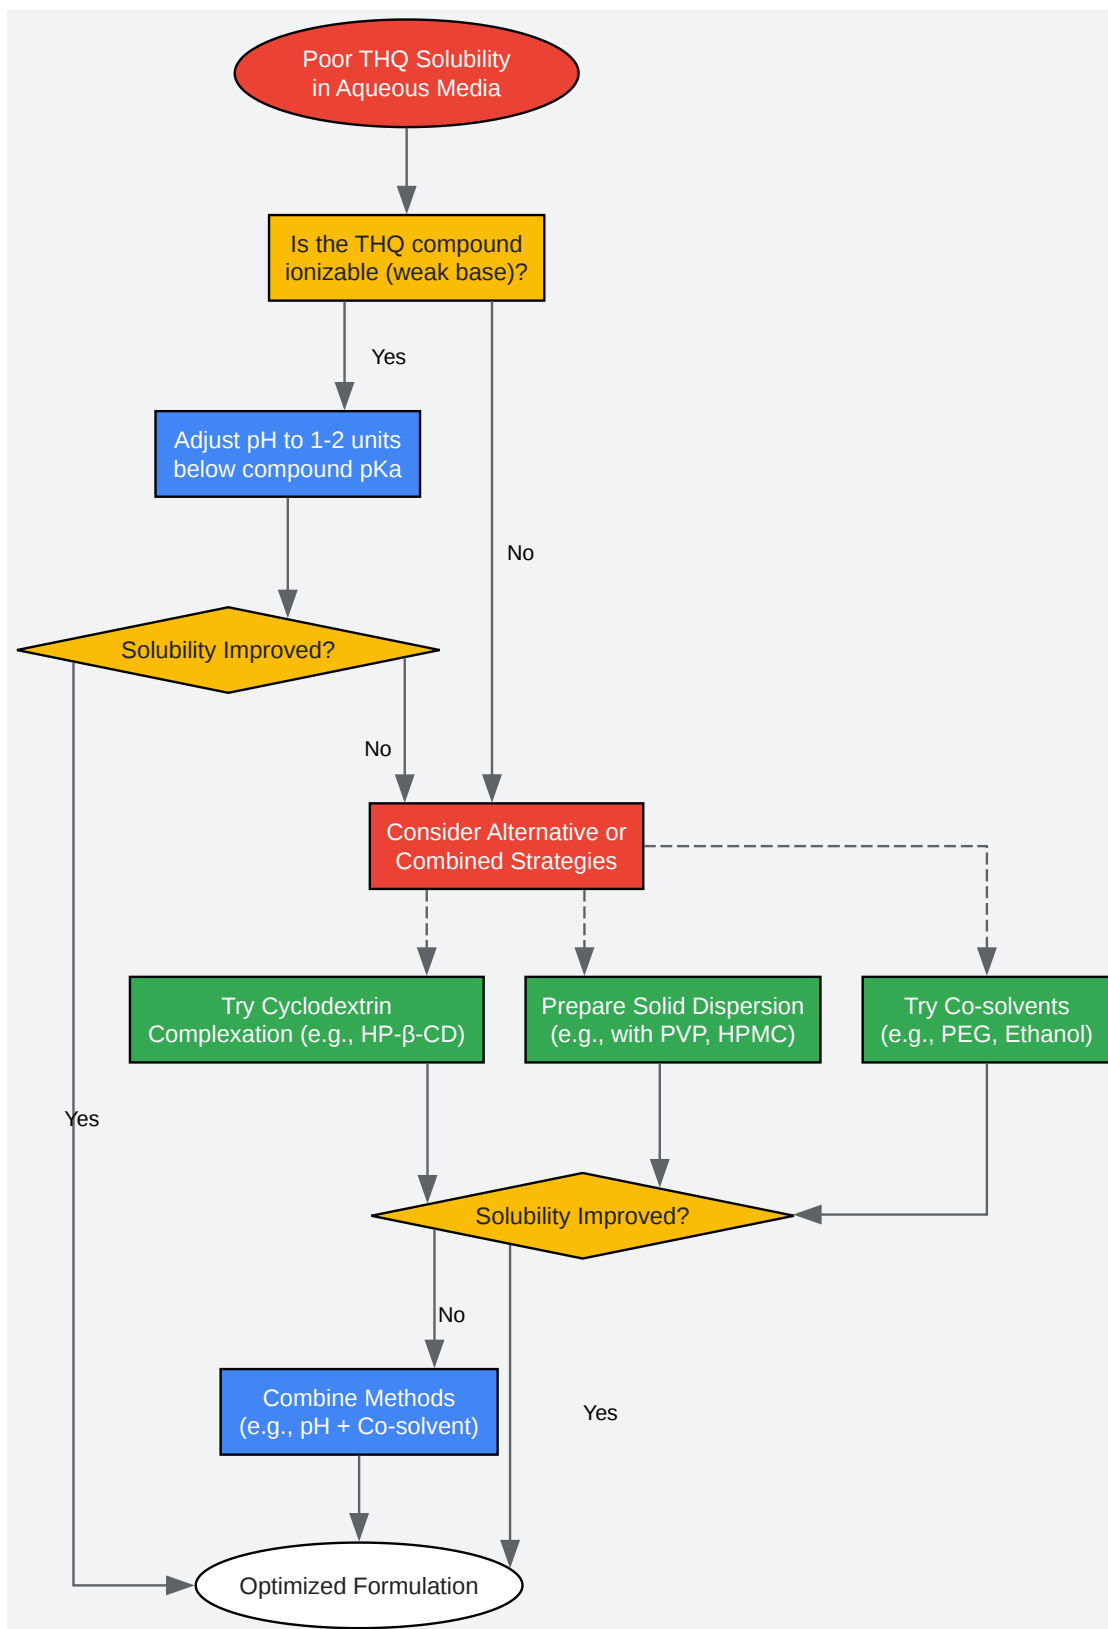 Poor THQ Solubility
in Aqueous Media
Is the THQ compound
ionizable (weak base)?
Yes
Adjust pH to 1-2 units
below compound pKa
No
Solubility Improved?
No
Consider Alternative or
Combined Strategies
Try Cyclodextrin
Complexation (e.g., HP-β-CD)
Prepare Solid Dispersion
(e.g., with PVP, HPMC)
Try Co-solvents
(e.g., PEG, Ethanol)
Yes
Solubility Improved?
No
Combine Methods
(e.g., pH + Co-solvent)
Yes
Optimized Formulation